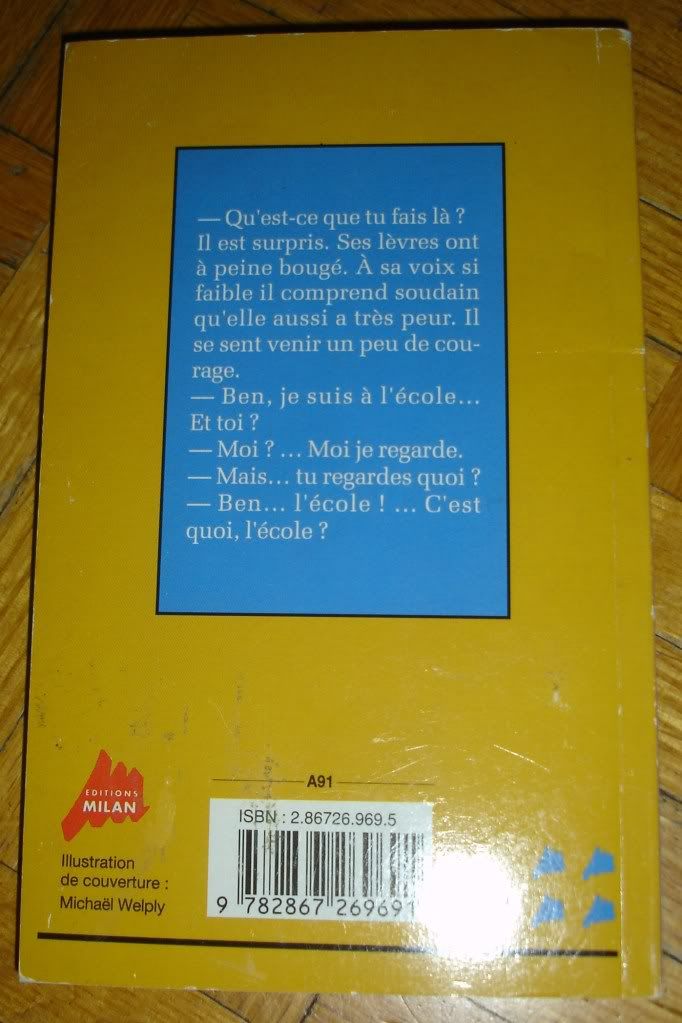 — Qu'est-ce que tu fais là ?
Il est surpris. Ses lèvres ont
à peine bougé. À sa voix si
faible il comprend soudain
qu'elle aussi a très peur. Il
se sent venir un peu de cou-
rage.
— Ben, je suis à l'école...
Et toi ?
— Moi ? ... Moi je regarde.
— Mais... tu regardes quoi ?
— Ben... l'école ! ... C'est
quoi, l'école ?
A91
EDITIONS
MILAN
ISBN : 2.86726.969.5
Illustration
de couverture :
Michaël Welply
9 782867 269691